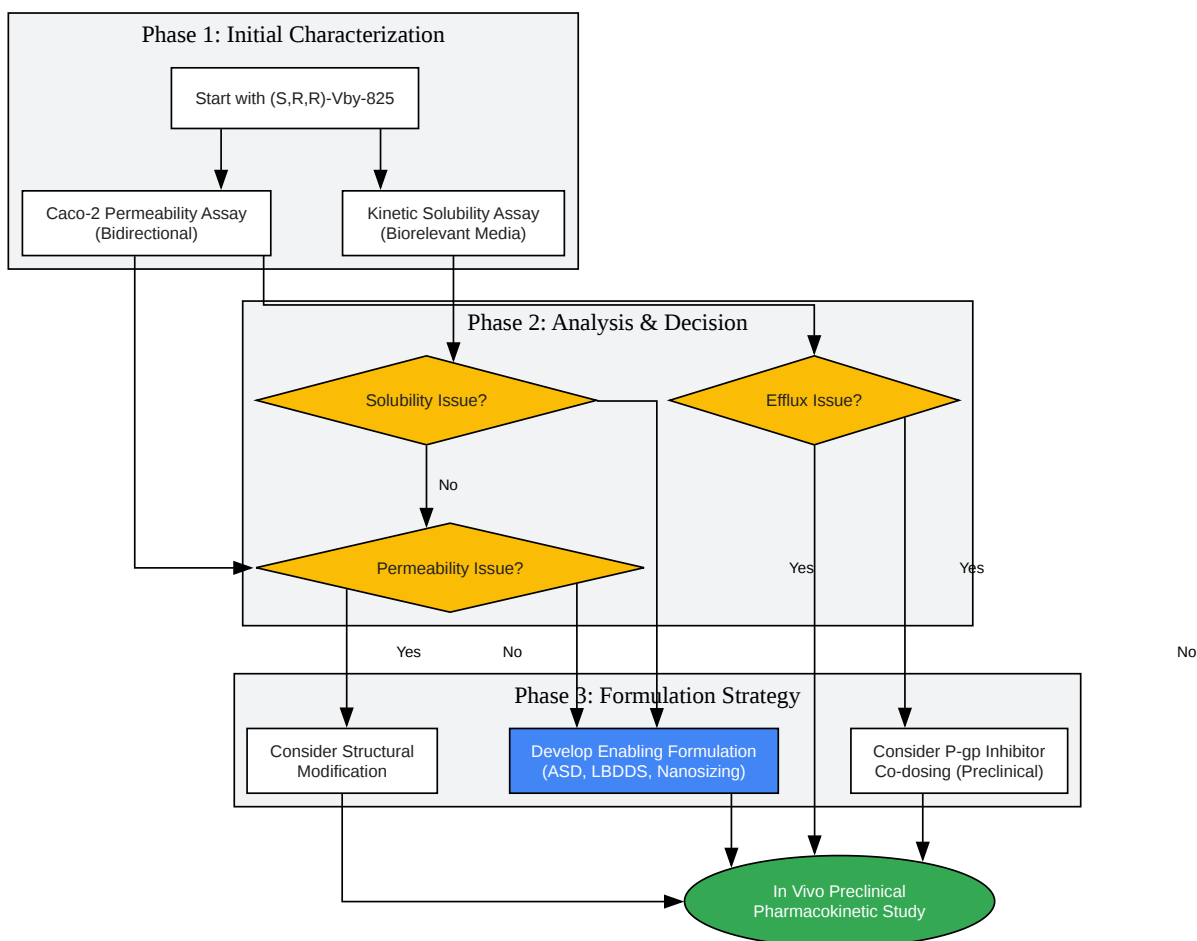 Phase 1: Initial Characterization
Start with (S,R,R)-Vby-825
Caco-2 Permeability Assay
(Bidirectional)
Kinetic Solubility Assay
(Biorelevant Media)
Phase 2: Analysis & Decision
Solubility Issue?
Efflux Issue?
No
Permeability Issue?
Yes
Yes
Yes
No
No
Phase 3: Formulation Strategy
Consider Structural
Modification
Develop Enabling Formulation
(ASD, LBDDS, Nanosizing)
Consider P-gp Inhibitor
Co-dosing (Preclinical)
In Vivo Preclinical
Pharmacokinetic Study